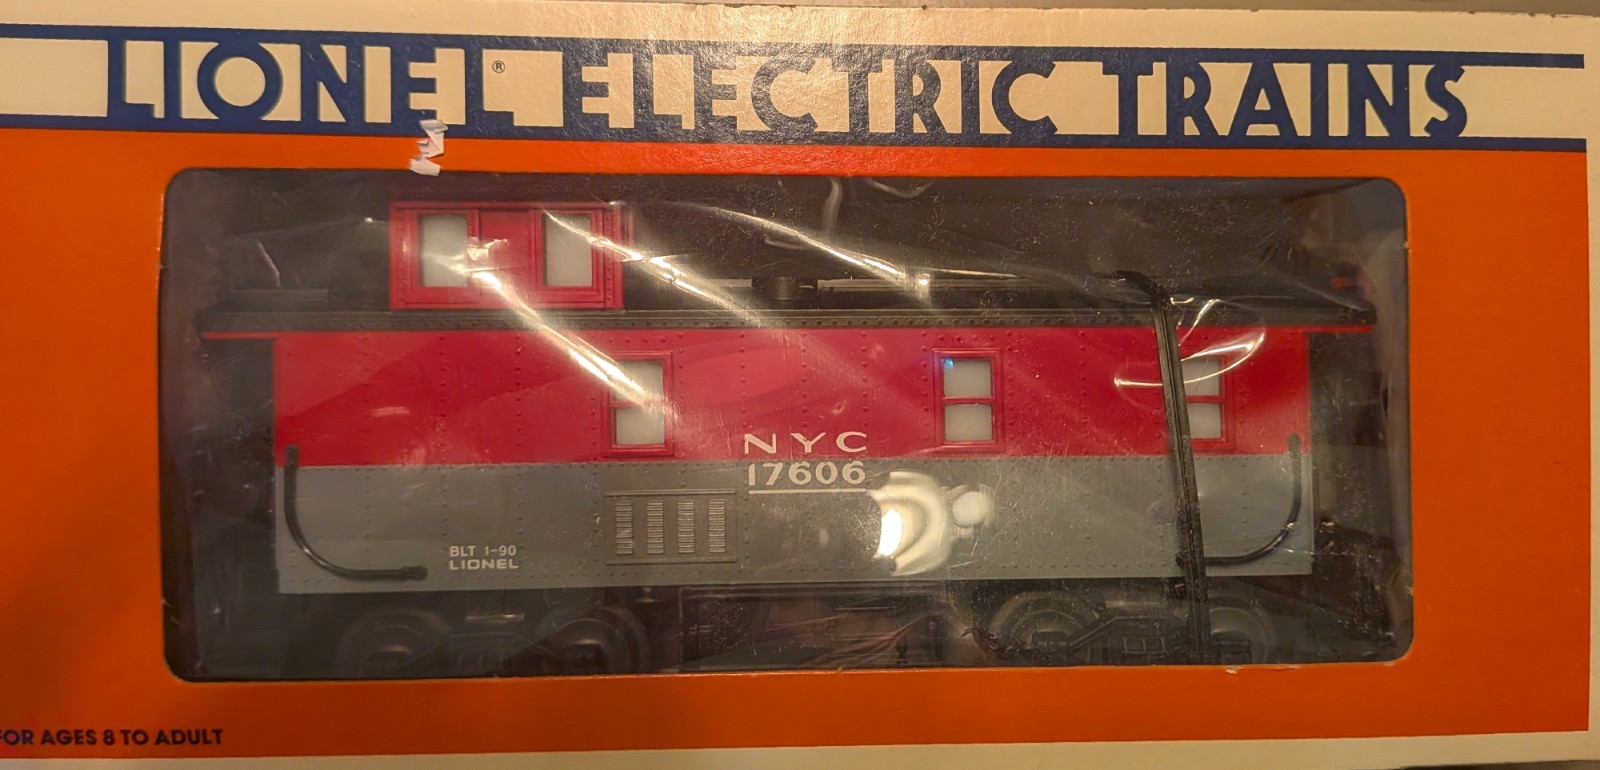 LIONEL® ELECTRIC TRAINS
NYC
17606
BLT 1-90
LIONEL
FOR AGES 8 TO ADULT